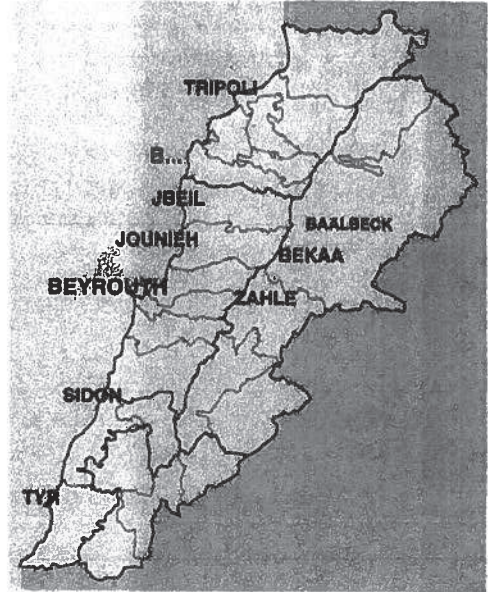 TRIPOLI
B....
JBEIL
BAALBECK
JOUNIEH
BEKAA
BEYROUTH
ZAHLE
SIDON
TYR